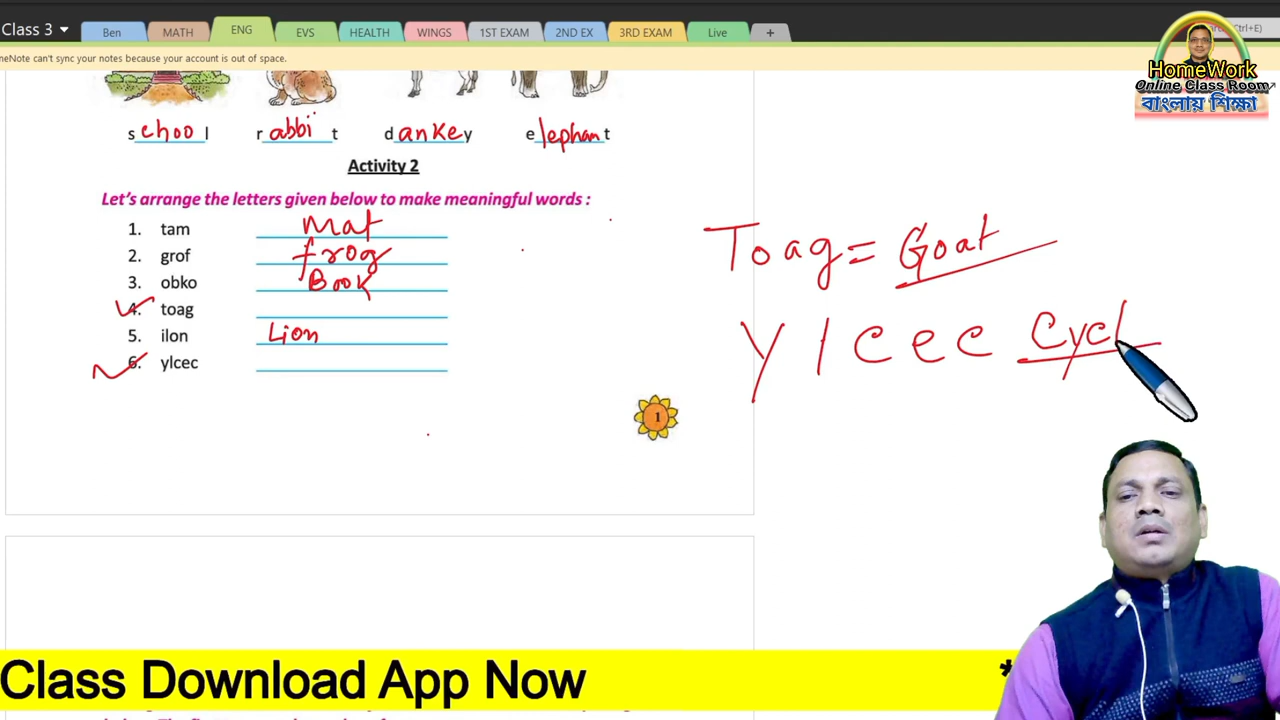 Class 3 Ben MATH ENG EVS HEALTH WINGS 1ST EXAM 2ND EX 3RD EXAM Live +
eNote can't sync your notes because your account is out of space.
Ctrl+E)
HomeWork
Online Class Room
বাংলায় শিক্ষা
school rabbit dankey elephant
Activity 2
Let's arrange the letters given below to make meaningful words :
1. tam Mat
2. grof frog
3. obko Book
4. toag
5. ilon Lion
6. ylcec
Toag = Goat
y l c e c Cycl
1
Class Download App Now *